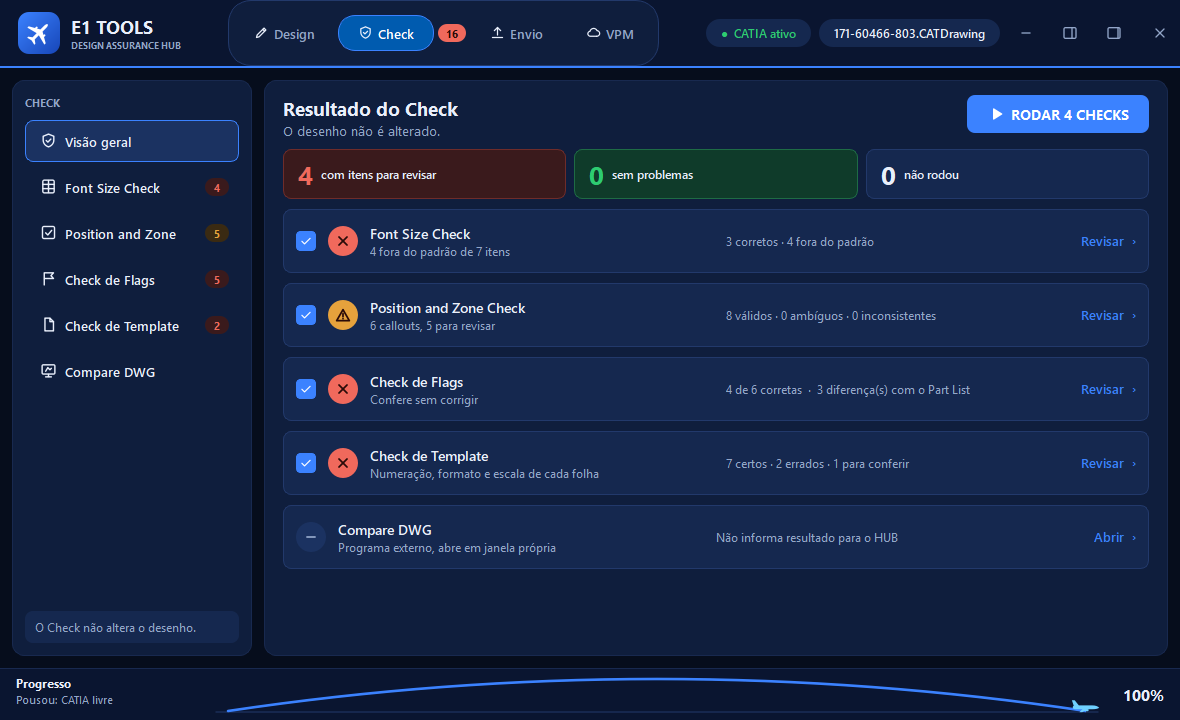 E1 TOOLS
DESIGN ASSURANCE HUB
Design
Check
16
Envio
VPM
CATIA ativo
171-60466-803.CATDrawing
CHECK
Visão geral
Font Size Check
4
Position and Zone
5
Check de Flags
5
Check de Template
2
Compare DWG
O Check não altera o desenho.
Resultado do Check
O desenho não é alterado.
RODAR 4 CHECKS
4 com itens para revisar
0 sem problemas
0 não rodou
Font Size Check
4 fora do padrão de 7 itens
3 corretos · 4 fora do padrão
Revisar ›
Position and Zone Check
6 callouts, 5 para revisar
8 válidos · 0 ambíguos · 0 inconsistentes
Revisar ›
Check de Flags
Confere sem corrigir
4 de 6 corretas · 3 diferença(s) com o Part List
Revisar ›
Check de Template
Numeração, formato e escala de cada folha
7 certos · 2 errados · 1 para conferir
Revisar ›
Compare DWG
Programa externo, abre em janela própria
Não informa resultado para o HUB
Abrir ›
Progresso
Pousou: CATIA livre
100%